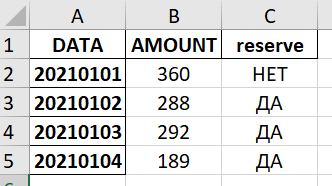 A B C
1 DATA AMOUNT reserve
2 20210101 360 НЕТ
3 20210102 288 ДА
4 20210103 292 ДА
5 20210104 189 ДА